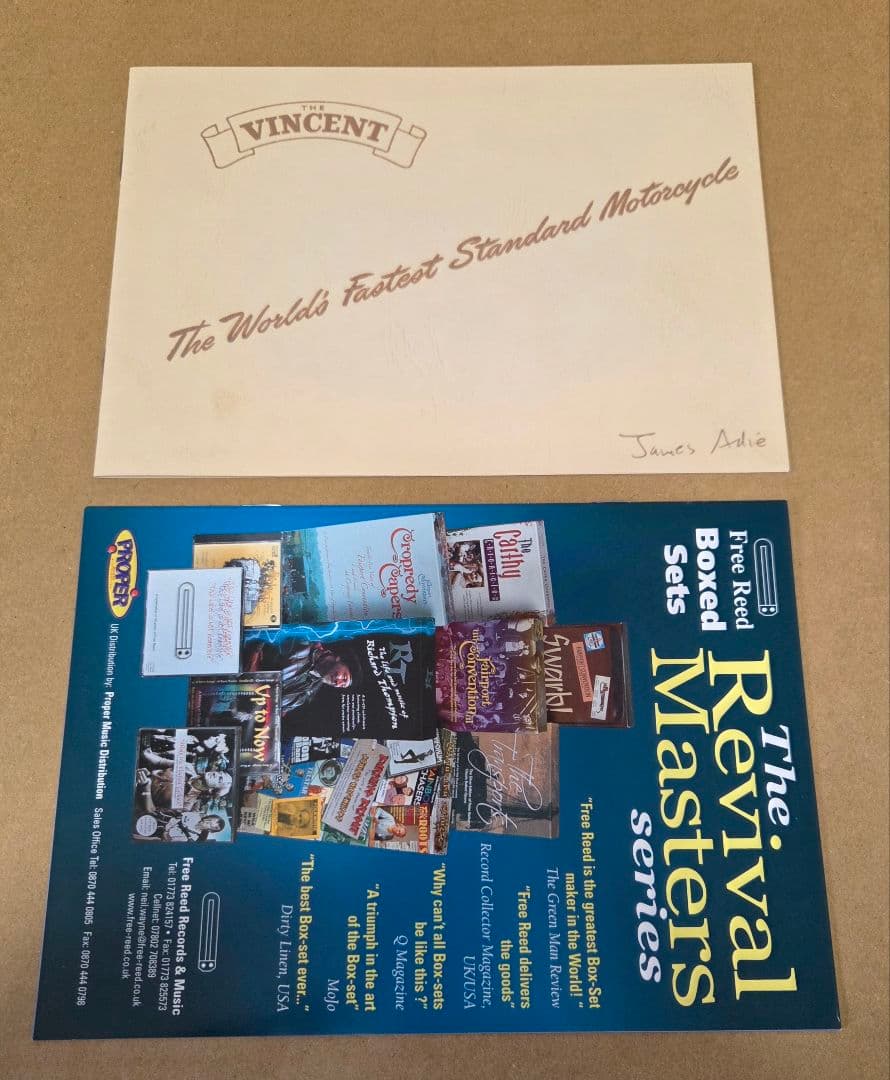 THE
VINCENT
The World's Fastest Standard Motorcycle
James Adie
Free Reed
Boxed
Sets
The
Revival
Masters
series
The
Carthy
CHRONICLES
Cropredy
Capers
Swarb!
Fairport
unConventioNal
RT
The life and music of
Richard Thompson
Up to Now
The
Transports
"Free Reed is the greatest Box-Set
maker in the World! "
The Green Man Review
"Free Reed delivers
the goods"
Record Collector Magazine,
UK/USA
"Why can't all Box-sets
be like this ?"
Q Magazine
"A triumph in the art
of the Box-set"
Mojo
"The best Box-set ever... "
Dirty Linen, USA
Free Reed Records & Music
Tel: 01773 824157 • Fax: 01773 825573
Cellnet: 07802 708389
Email: neil.wayne@free-reed.co.uk
www.free-reed.co.uk
PROPER
UK Distribution by: Proper Music Distribution Sales Office Tel: 0870 444 0805 Fax: 0870 444 0798